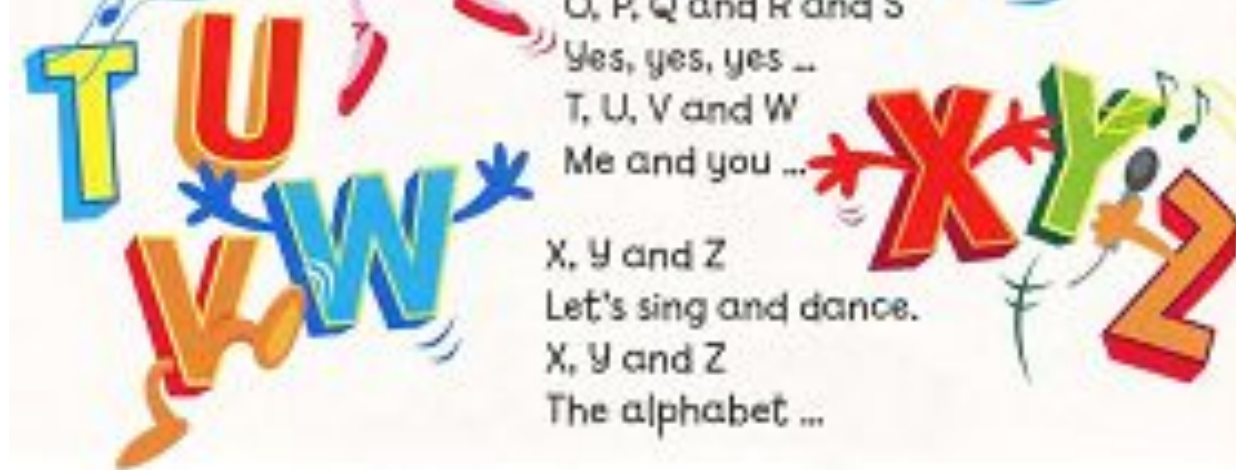 O, P, Q and R and S
Yes, yes, yes ...
T, U, V and W
Me and you ...
X, Y and Z
Let's sing and dance.
X, Y and Z
The alphabet ...
T U
V W
X Y Z